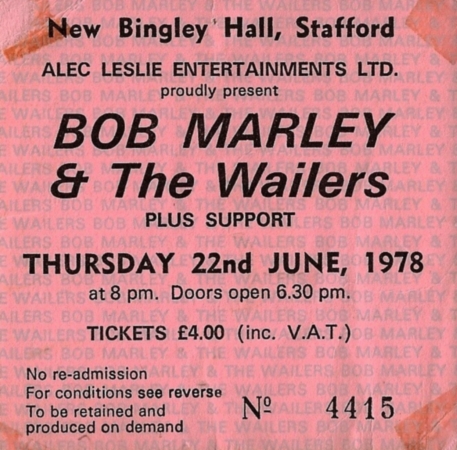 New Bingley Hall, Stafford
ALEC LESLIE ENTERTAINMENTS LTD.
proudly present
BOB MARLEY
& The Wailers
PLUS SUPPORT
THURSDAY 22nd JUNE, 1978
at 8 pm. Doors open 6.30 pm.
TICKETS £4.00 (inc. V.A.T.)
No re-admission
For conditions see reverse
To be retained and
produced on demand
Nº 4415